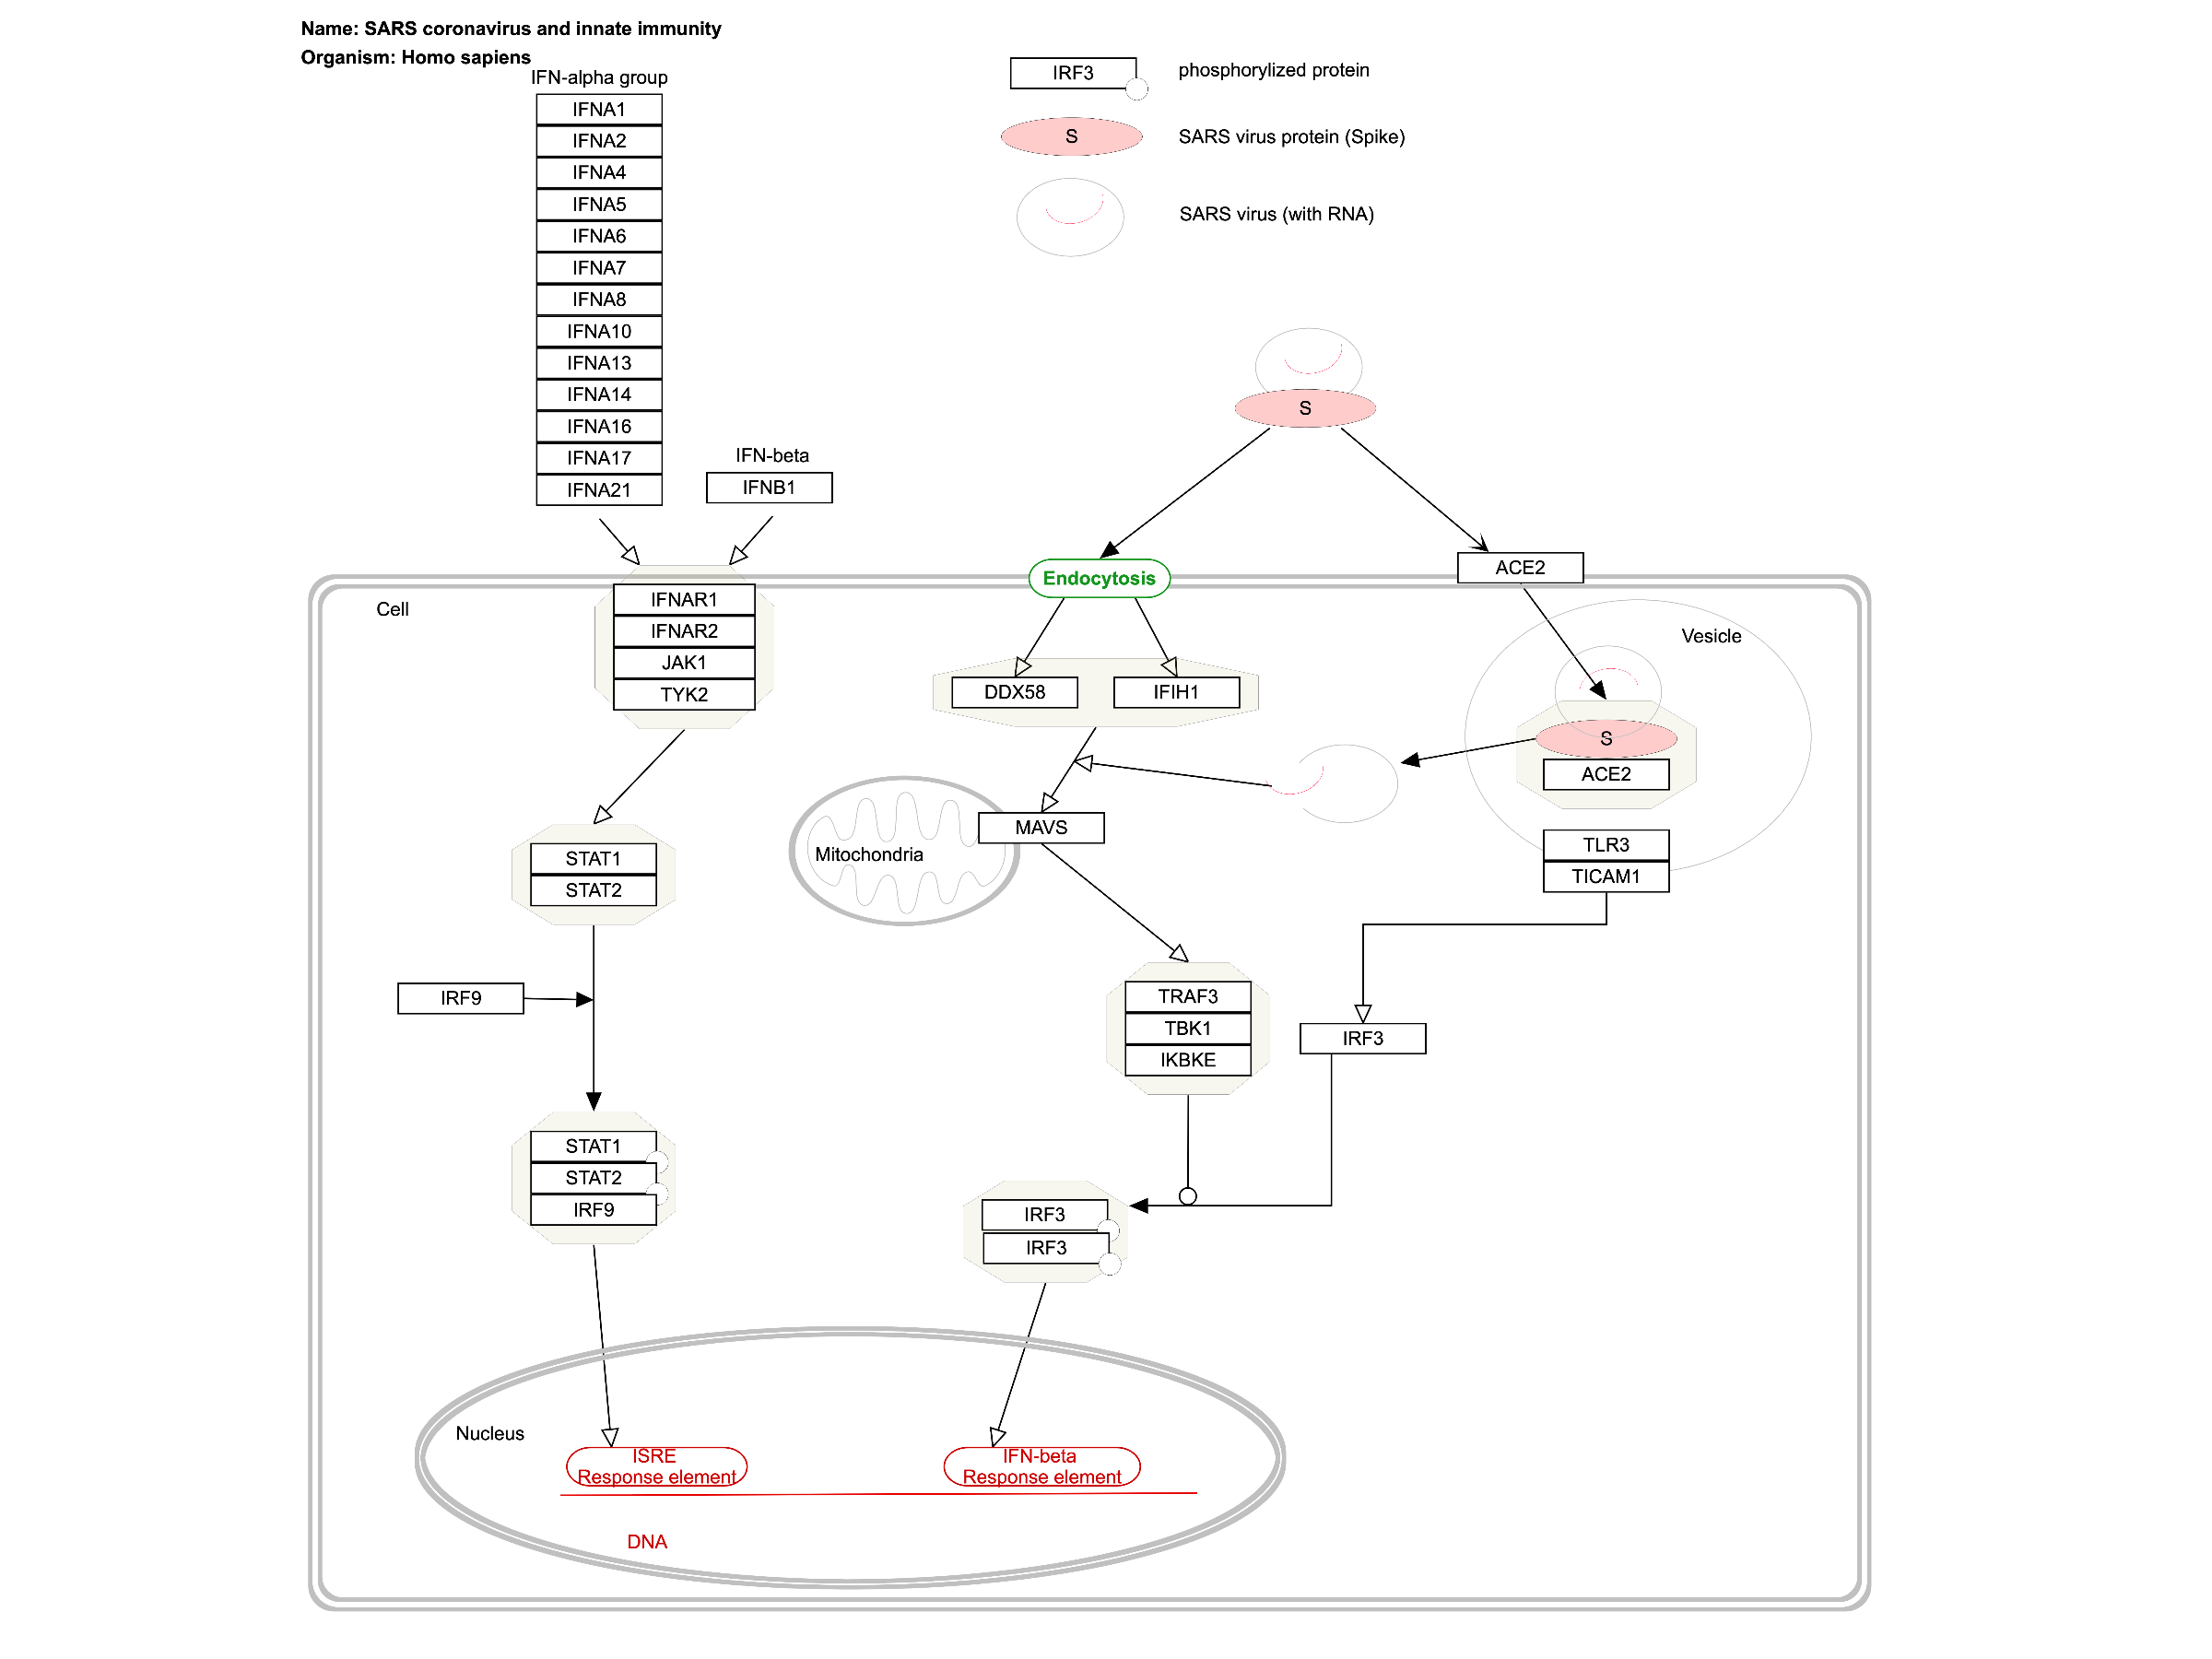 Name: SARS coronavirus and innate immunity
Organism: Homo sapiens
IFN-alpha group
IFNA1
IFNA2
IFNA4
IFNA5
IFNA6
IFNA7
IFNA8
IFNA10
IFNA13
IFNA14
IFNA16
IFNA17
IFNA21
IFN-beta
IFNB1
IRF3
phosphorylized protein
S
SARS virus protein (Spike)
SARS virus (with RNA)
S
Endocytosis
ACE2
Cell
IFNAR1
IFNAR2
JAK1
TYK2
DDX58
IFIH1
Vesicle
S
ACE2
MAVS
Mitochondria
TLR3
TICAM1
STAT1
STAT2
IRF9
TRAF3
TBK1
IKBKE
IRF3
STAT1
STAT2
IRF9
IRF3
IRF3
Nucleus
ISRE
Response element
IFN-beta
Response element
DNA